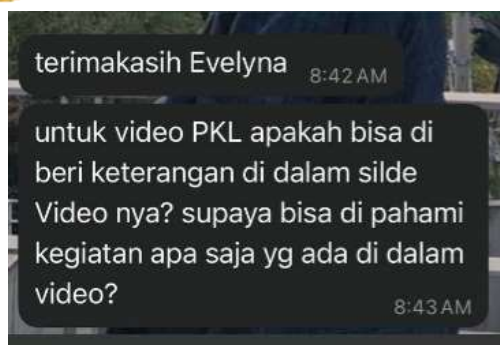 terimakasih Evelyna 8:42 AM
untuk video PKL apakah bisa di
beri keterangan di dalam silde
Video nya? supaya bisa di pahami
kegiatan apa saja yg ada di dalam
video? 8:43 AM